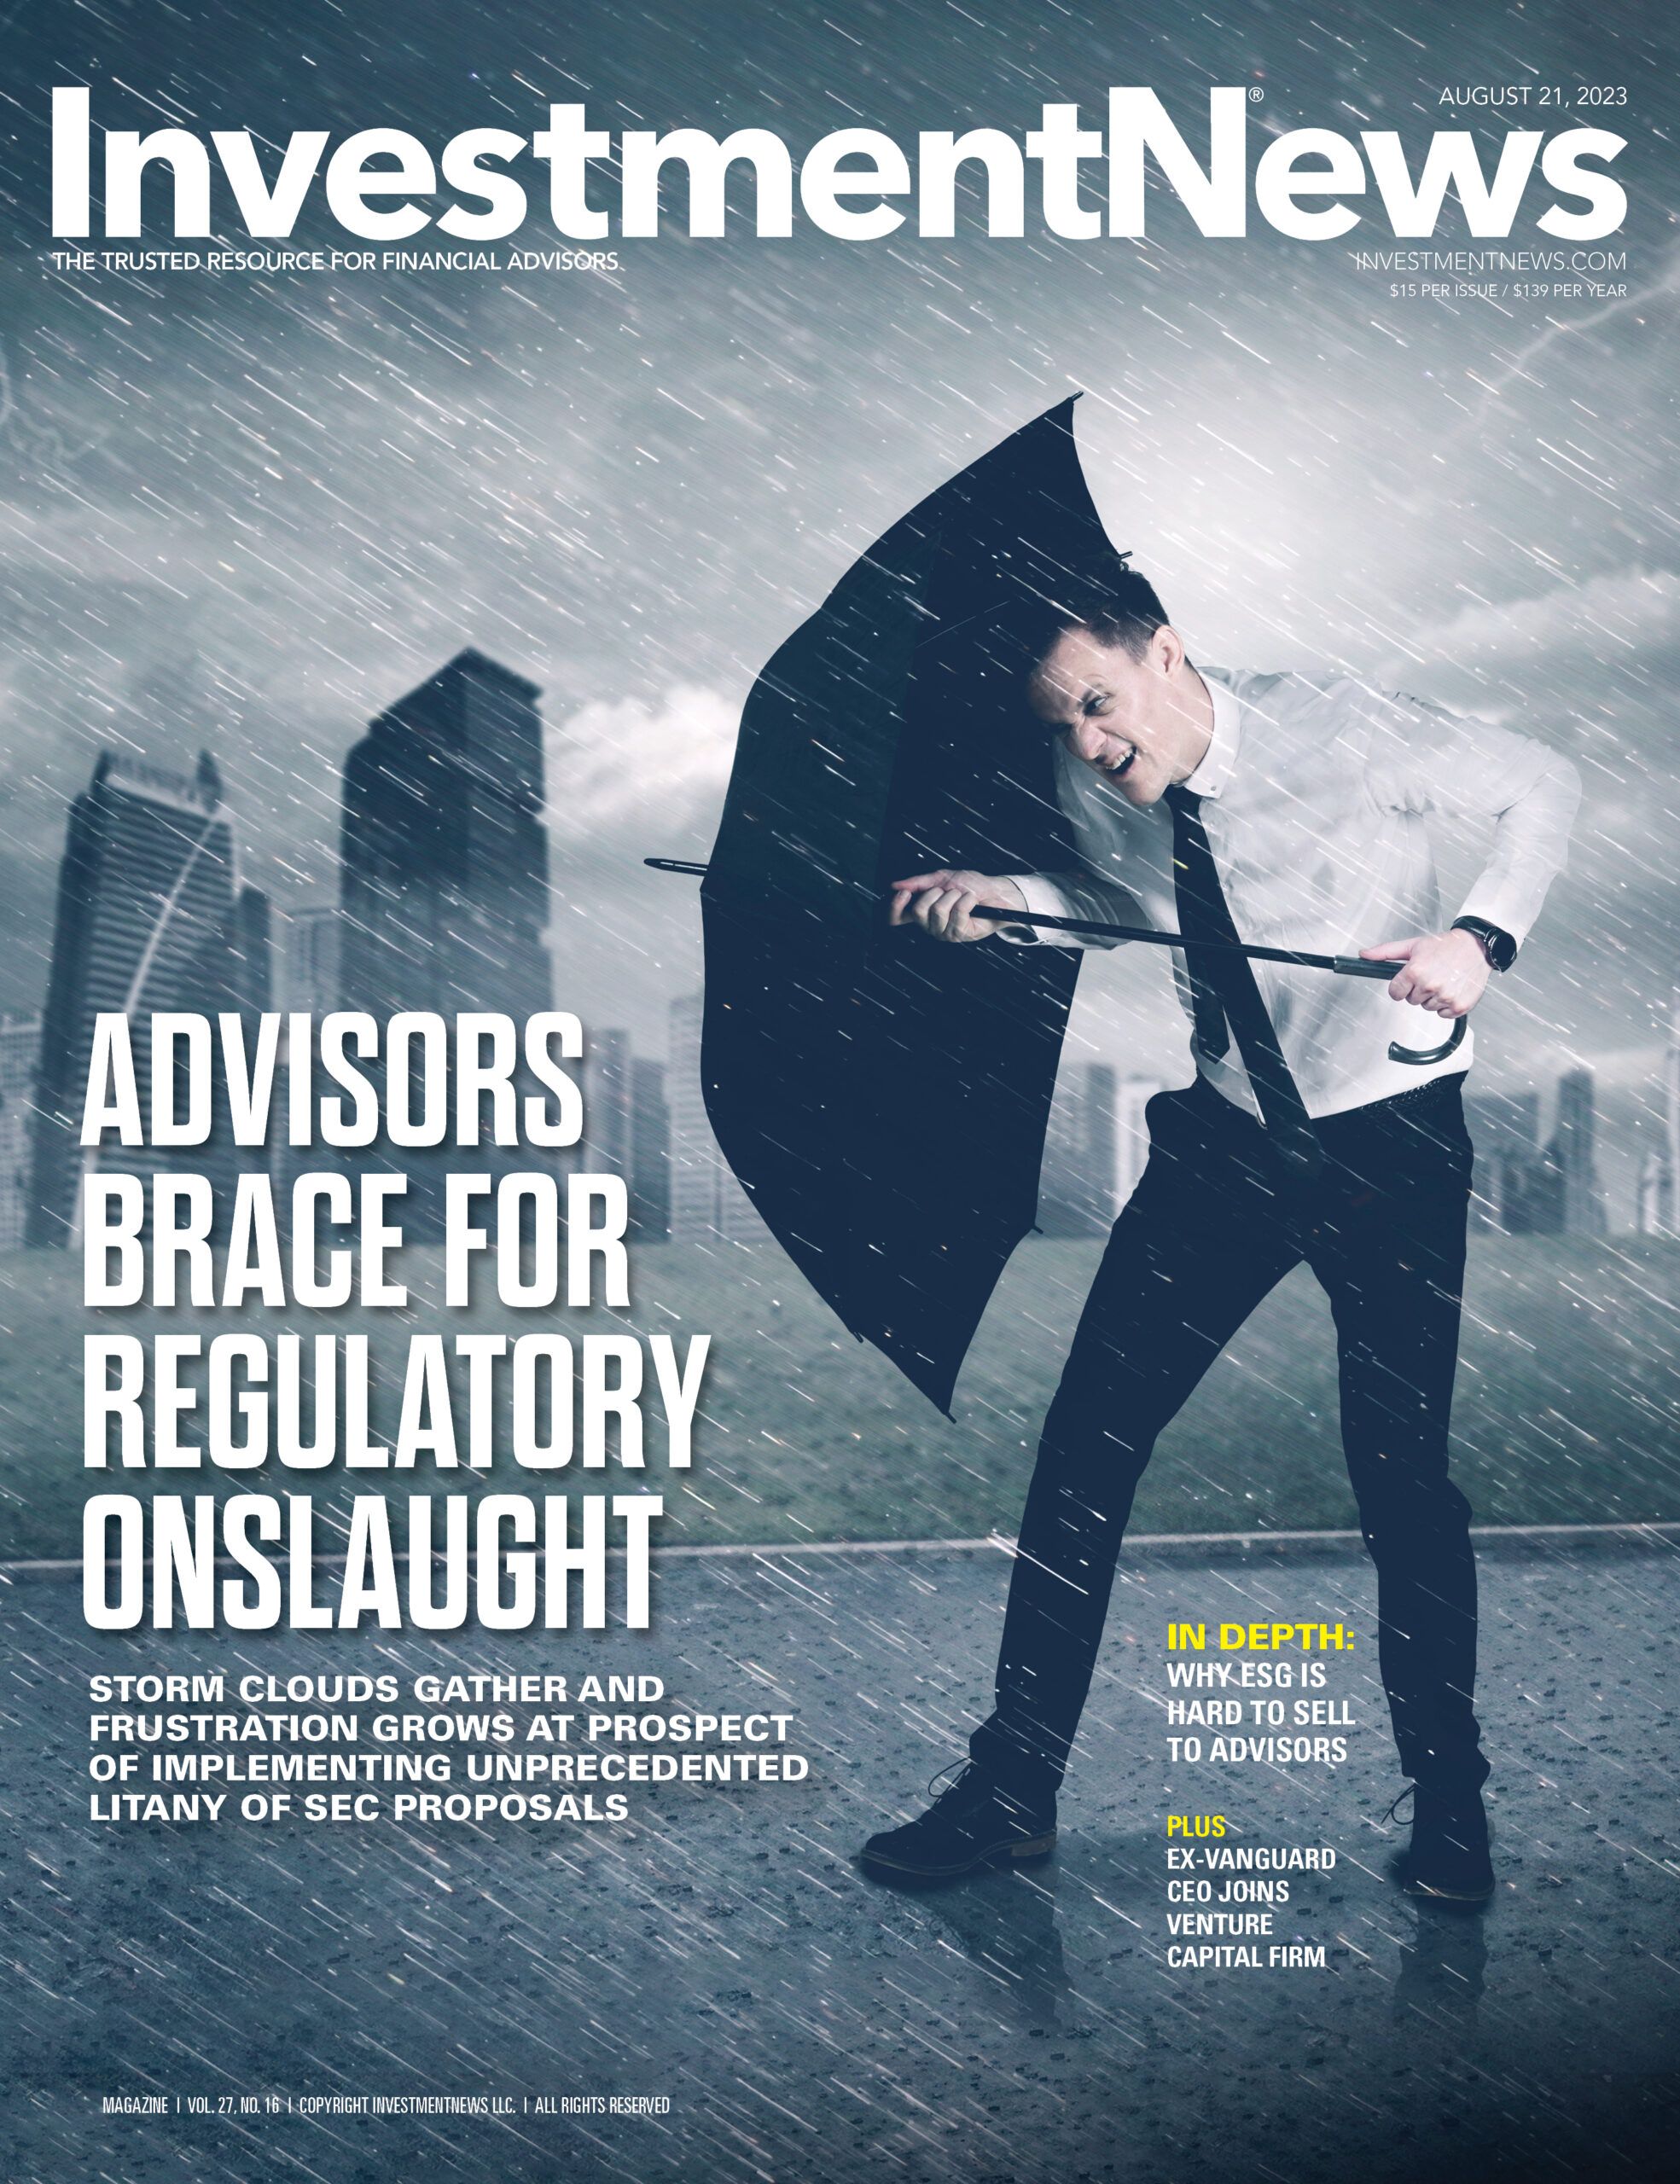 AUGUST 21, 2023
InvestmentNews®
THE TRUSTED RESOURCE FOR FINANCIAL ADVISORS
INVESTMENTNEWS.COM
$15 PER ISSUE / $139 PER YEAR
ADVISORS
BRACE FOR
REGULATORY
ONSLAUGHT
STORM CLOUDS GATHER AND
FRUSTRATION GROWS AT PROSPECT
OF IMPLEMENTING UNPRECEDENTED
LITANY OF SEC PROPOSALS
IN DEPTH:
WHY ESG IS
HARD TO SELL
TO ADVISORS
PLUS
EX-VANGUARD
CEO JOINS
VENTURE
CAPITAL FIRM
MAGAZINE | VOL. 27, NO. 16 | COPYRIGHT INVESTMENTNEWS LLC. | ALL RIGHTS RESERVED